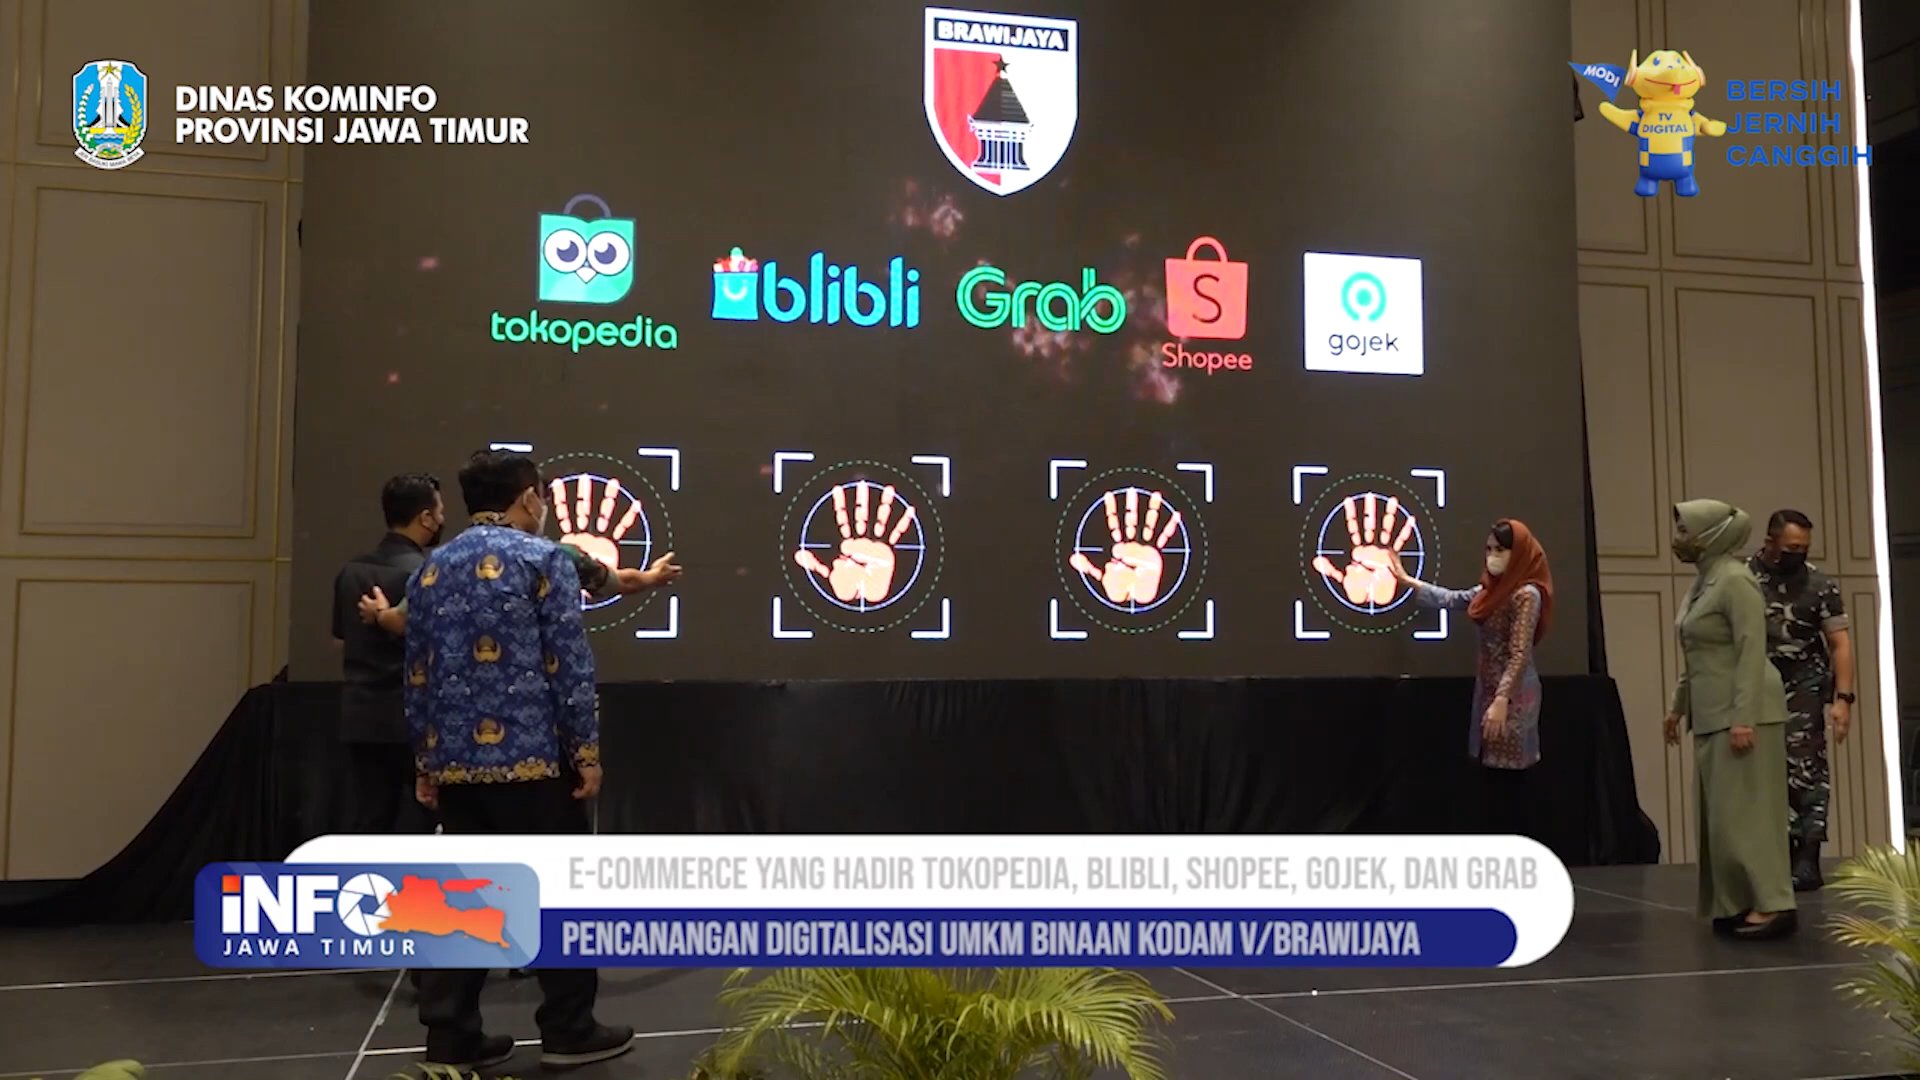 BRAWIJAYA
DINAS KOMINFO
PROVINSI JAWA TIMUR
MODI
TV
DIGITAL
BERSIH
JERNIH
CANGGIH
tokopedia
blibli
Grab
S
Shopee
gojek
E-COMMERCE YANG HADIR TOKOPEDIA, BLIBLI, SHOPEE, GOJEK, DAN GRAB
INFO
JAWA TIMUR
PENCANANGAN DIGITALISASI UMKM BINAAN KODAM V/BRAWIJAYA